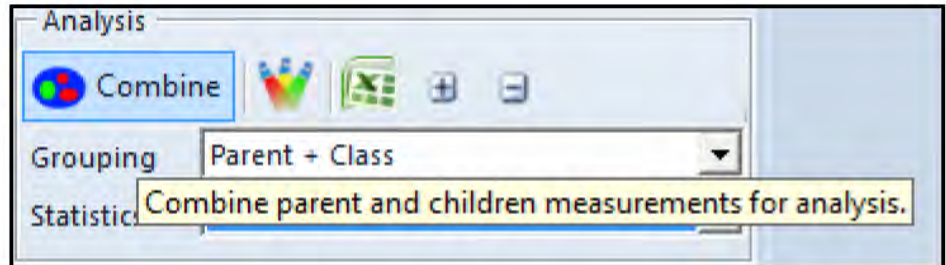 Analysis
Combine
Grouping Parent + Class
Statistics Combine parent and children measurements for analysis.